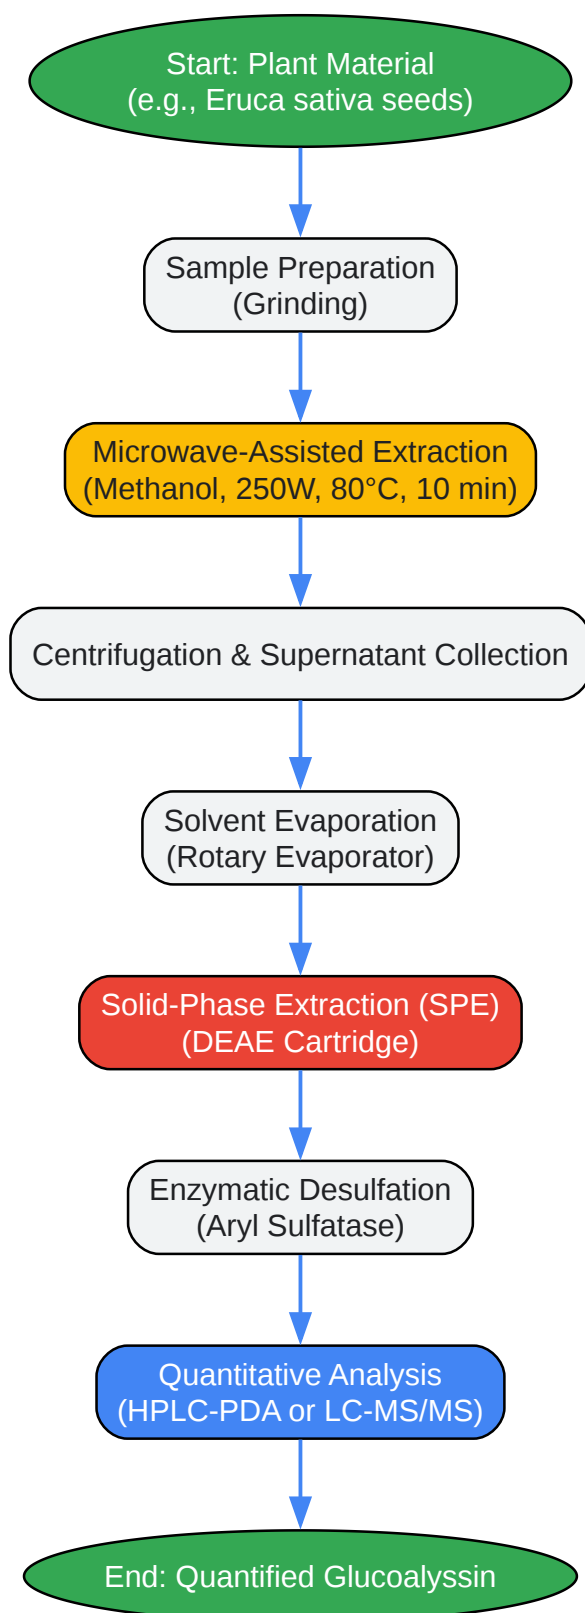 Start: Plant Material
(e.g., Eruca sativa seeds)
Sample Preparation
(Grinding)
Microwave-Assisted Extraction
(Methanol, 250W, 80°C, 10 min)
Centrifugation & Supernatant Collection
Solvent Evaporation
(Rotary Evaporator)
Solid-Phase Extraction (SPE)
(DEAE Cartridge)
Enzymatic Desulfation
(Aryl Sulfatase)
Quantitative Analysis
(HPLC-PDA or LC-MS/MS)
End: Quantified Glucoalyssin